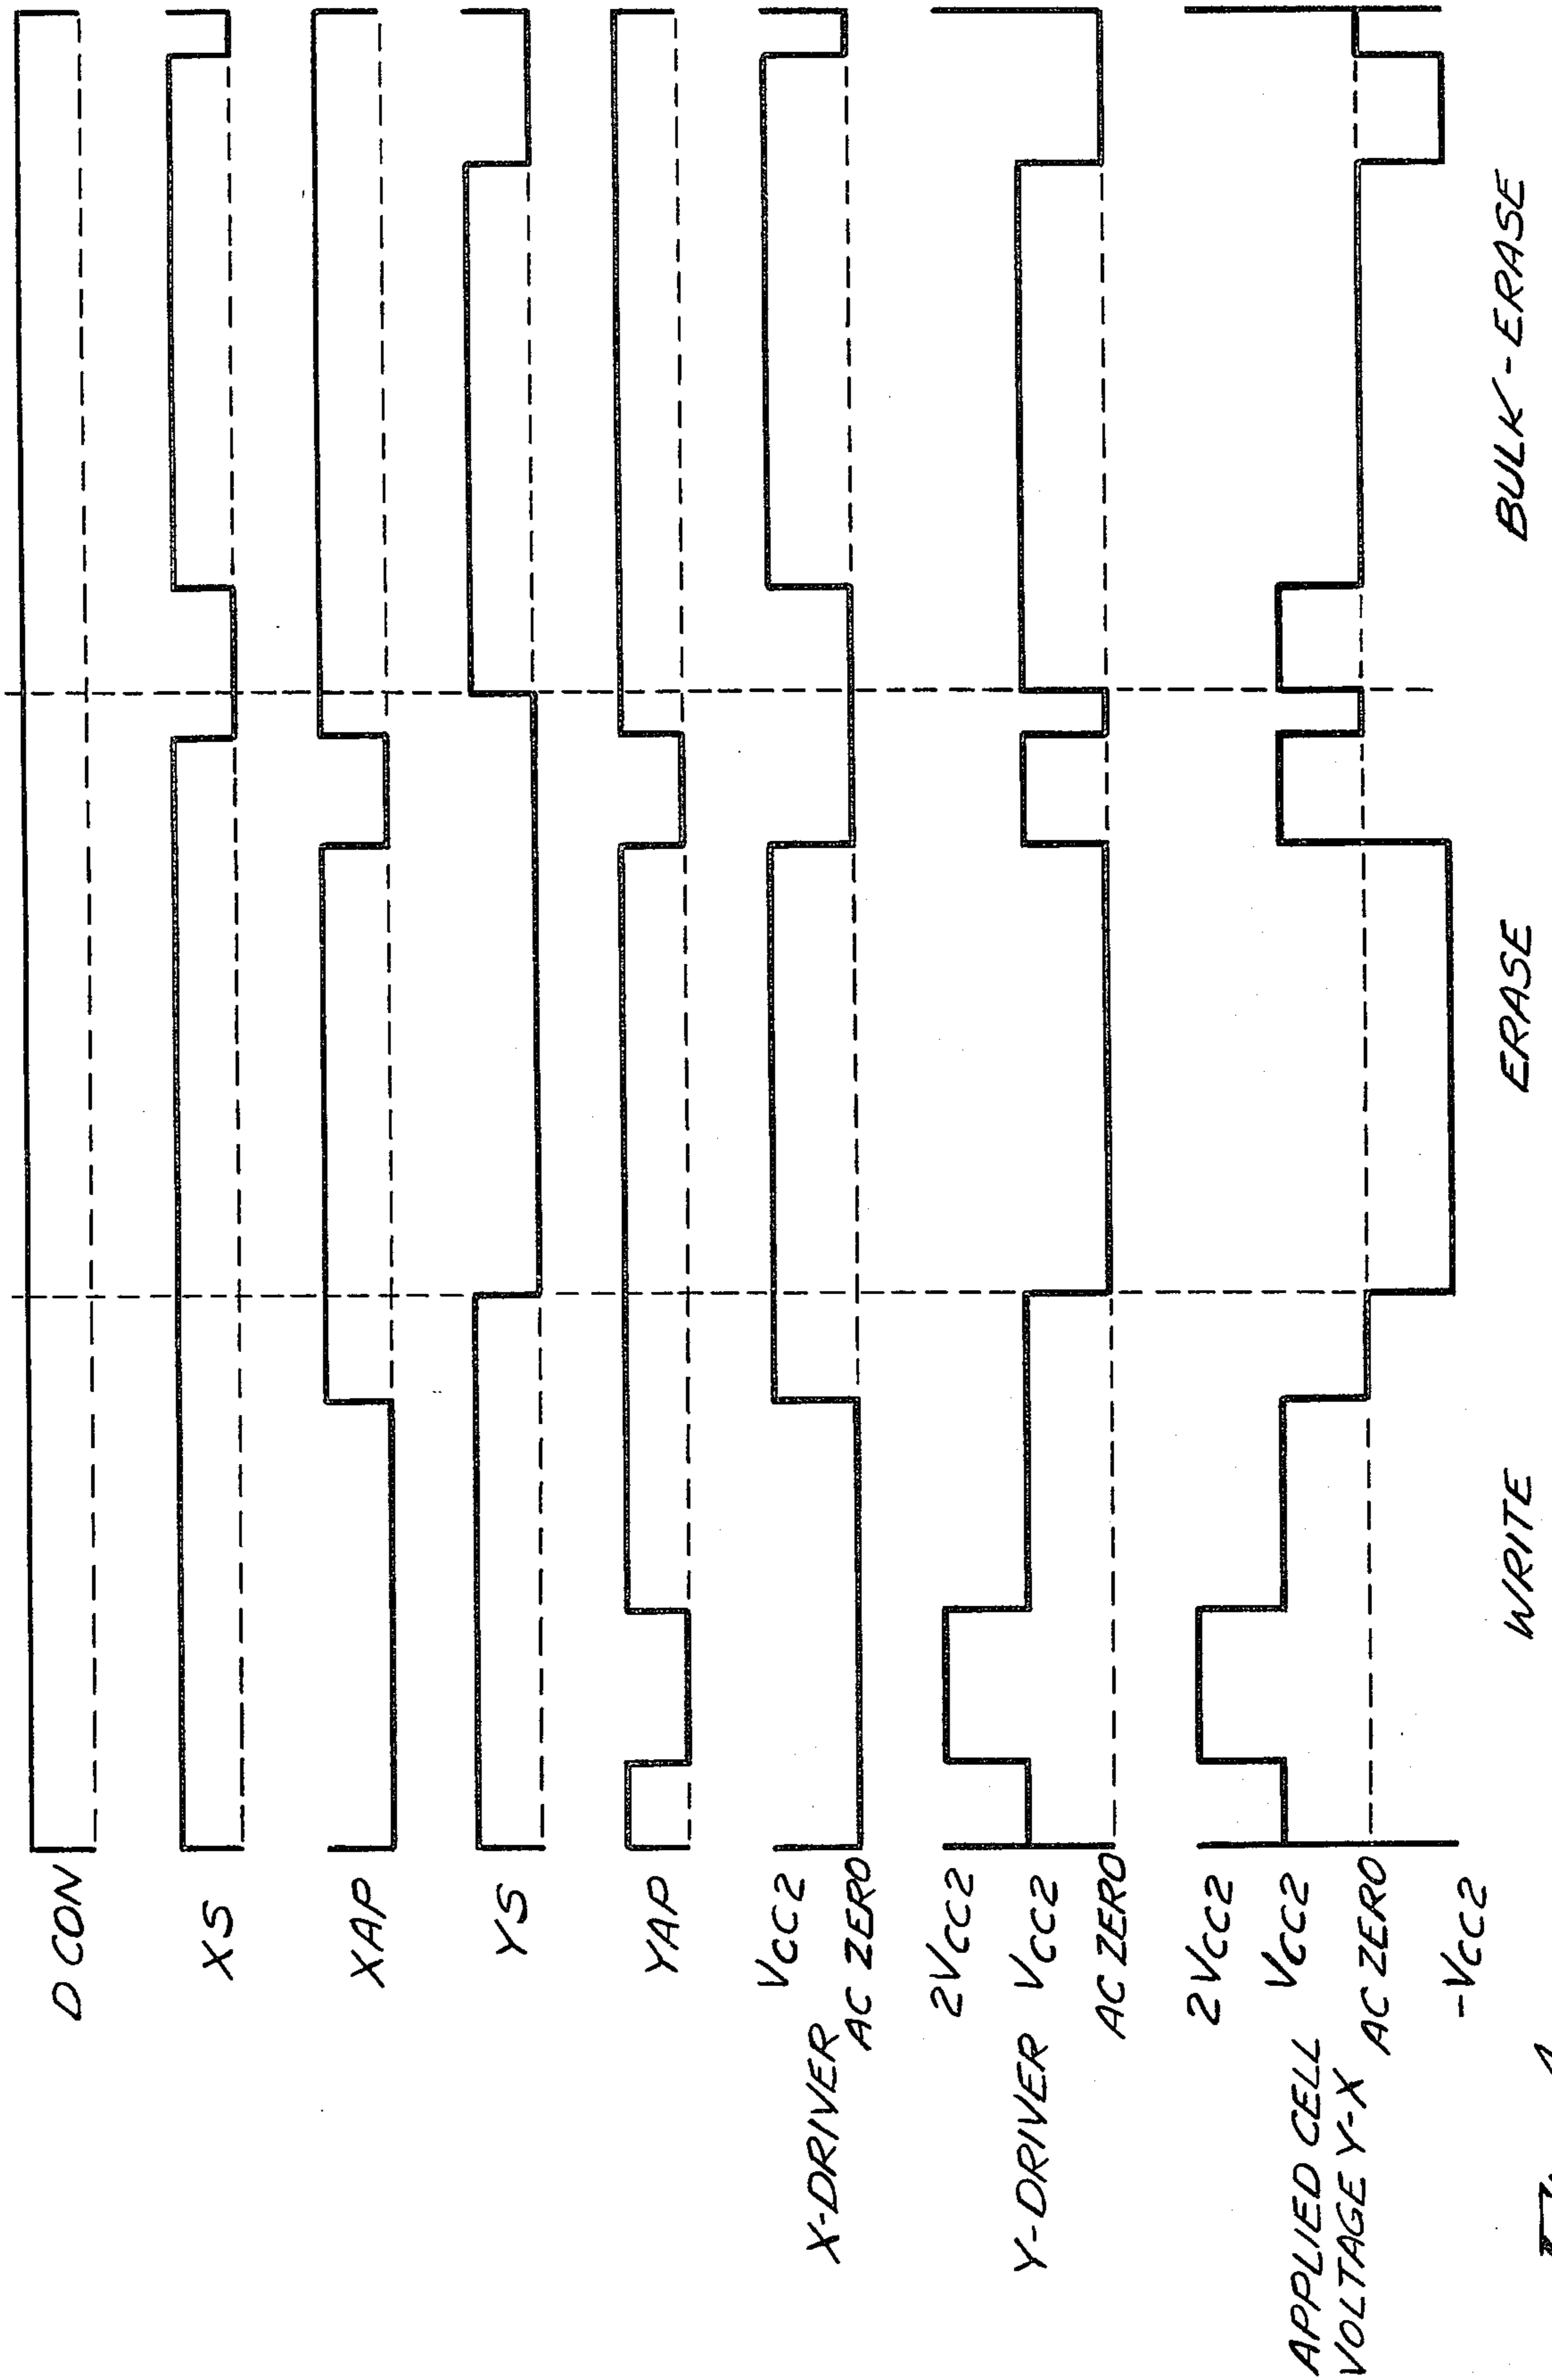 D CON
XS
XAP
YS
YAP
VCC2
X-DRIVER
AC ZERO
2VCC2
Y-DRIVER VCC2
AC ZERO
2VCC2
APPLIED CELL VCC2
VOLTAGE Y-X AC ZERO
-VCC2
WRITE
ERASE
BULK-ERASE